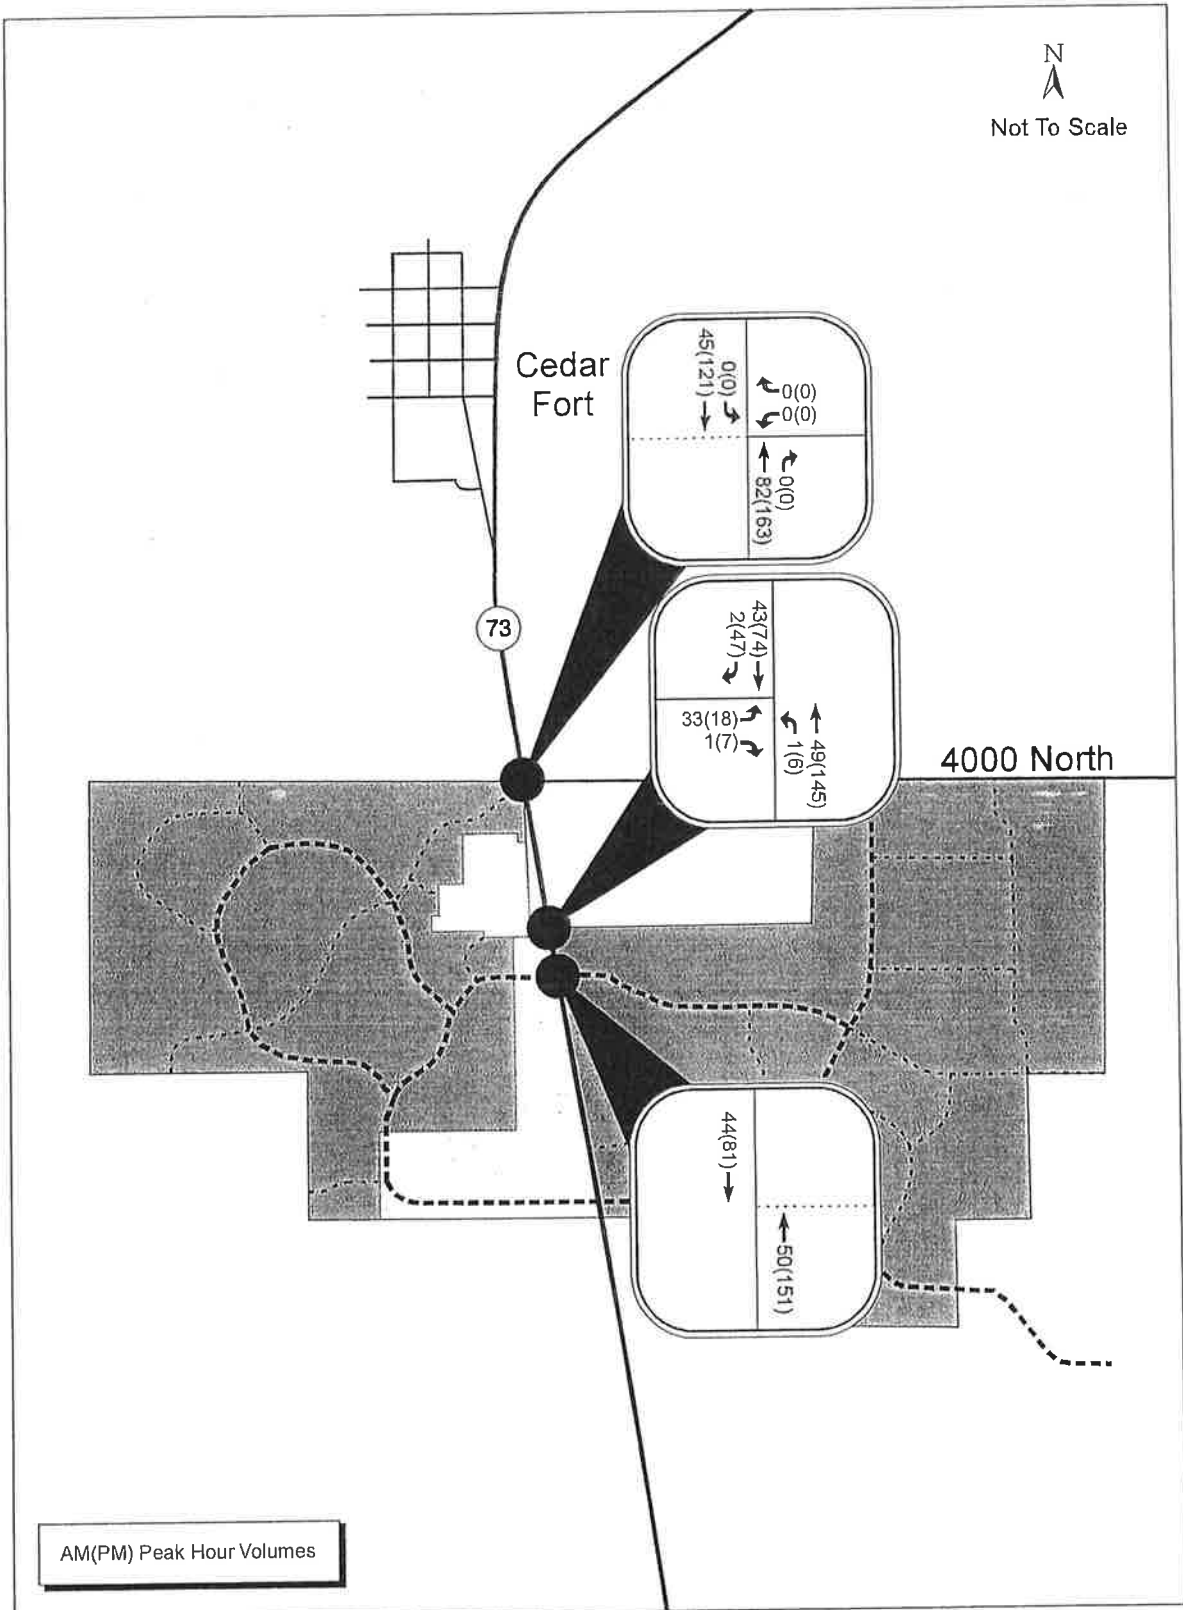 N
Not To Scale
Cedar
Fort
0(0)
45(121)
0(0)
0(0)
0(0)
82(163)
73
43(74)
2(47)
33(18)
1(7)
49(145)
1(6)
4000 North
44(81)
50(151)
AM(PM) Peak Hour Volumes